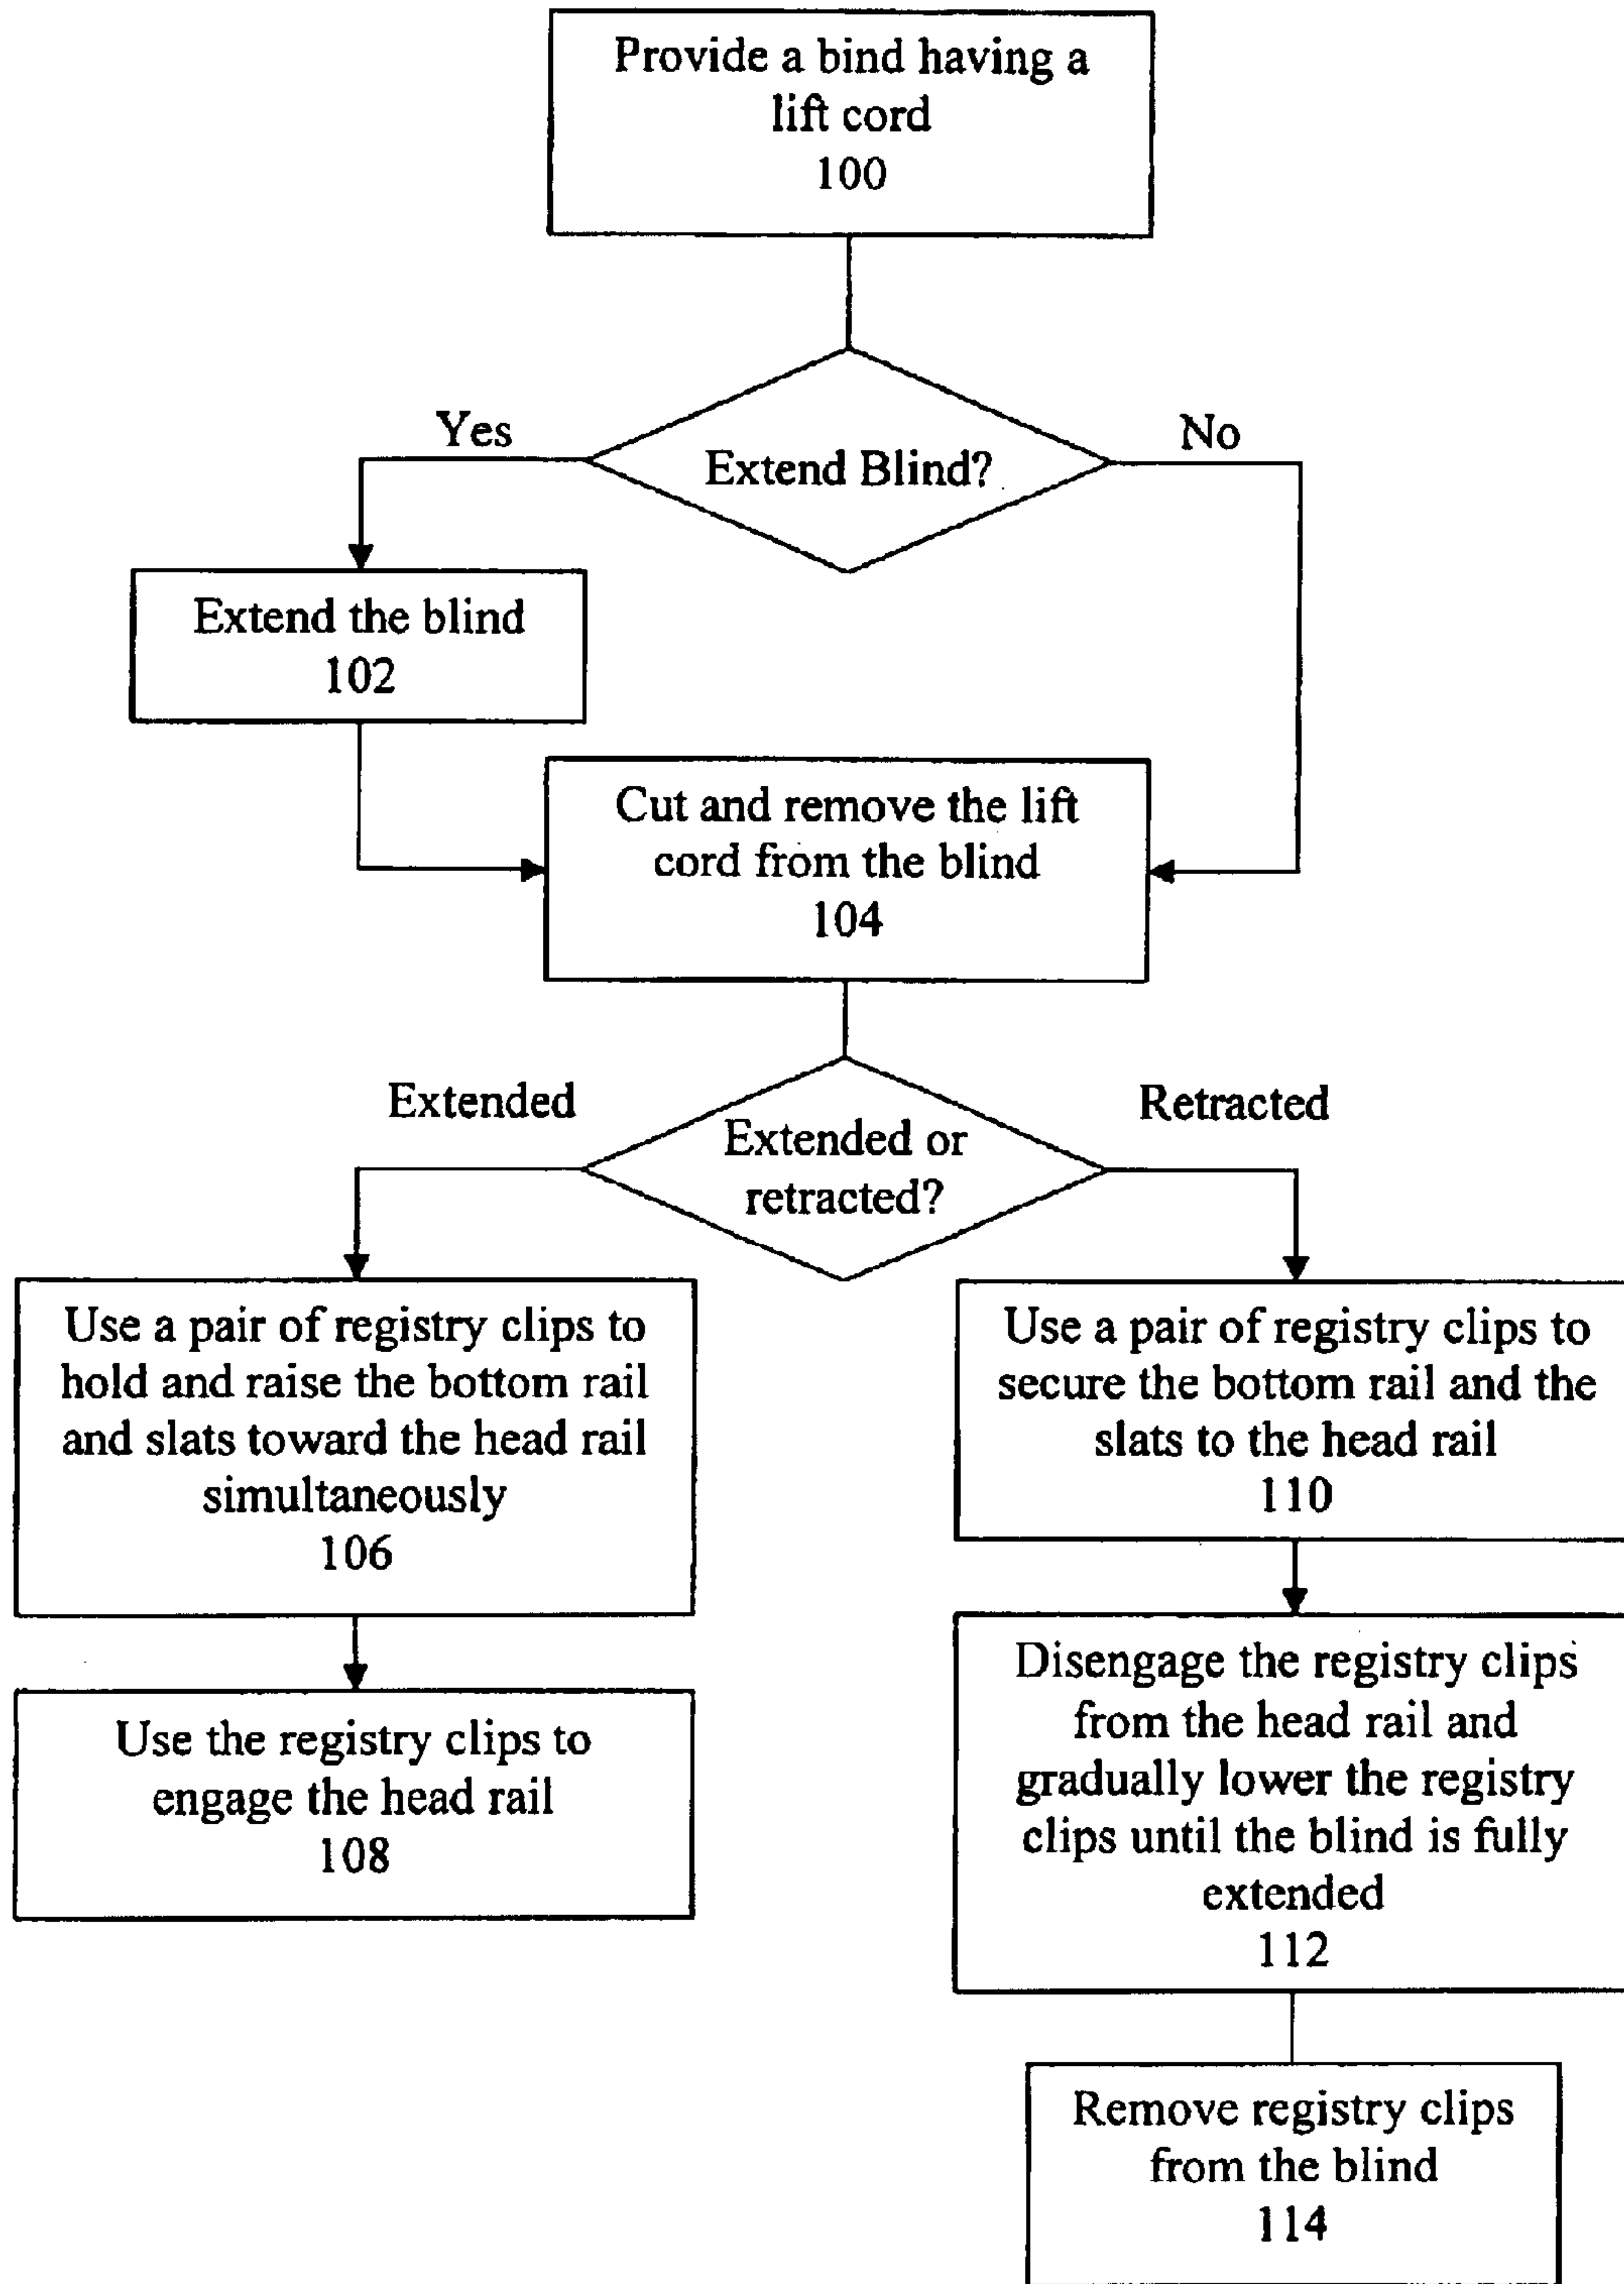 Provide a bind having a
lift cord
100
Yes
No
Extend Blind?
Extend the blind
102
Cut and remove the lift
cord from the blind
104
Extended
Retracted
Extended or
retracted?
Use a pair of registry clips to
hold and raise the bottom rail
and slats toward the head rail
simultaneously
106
Use a pair of registry clips to
secure the bottom rail and the
slats to the head rail
110
Use the registry clips to
engage the head rail
108
Disengage the registry clips
from the head rail and
gradually lower the registry
clips until the blind is fully
extended
112
Remove registry clips
from the blind
114